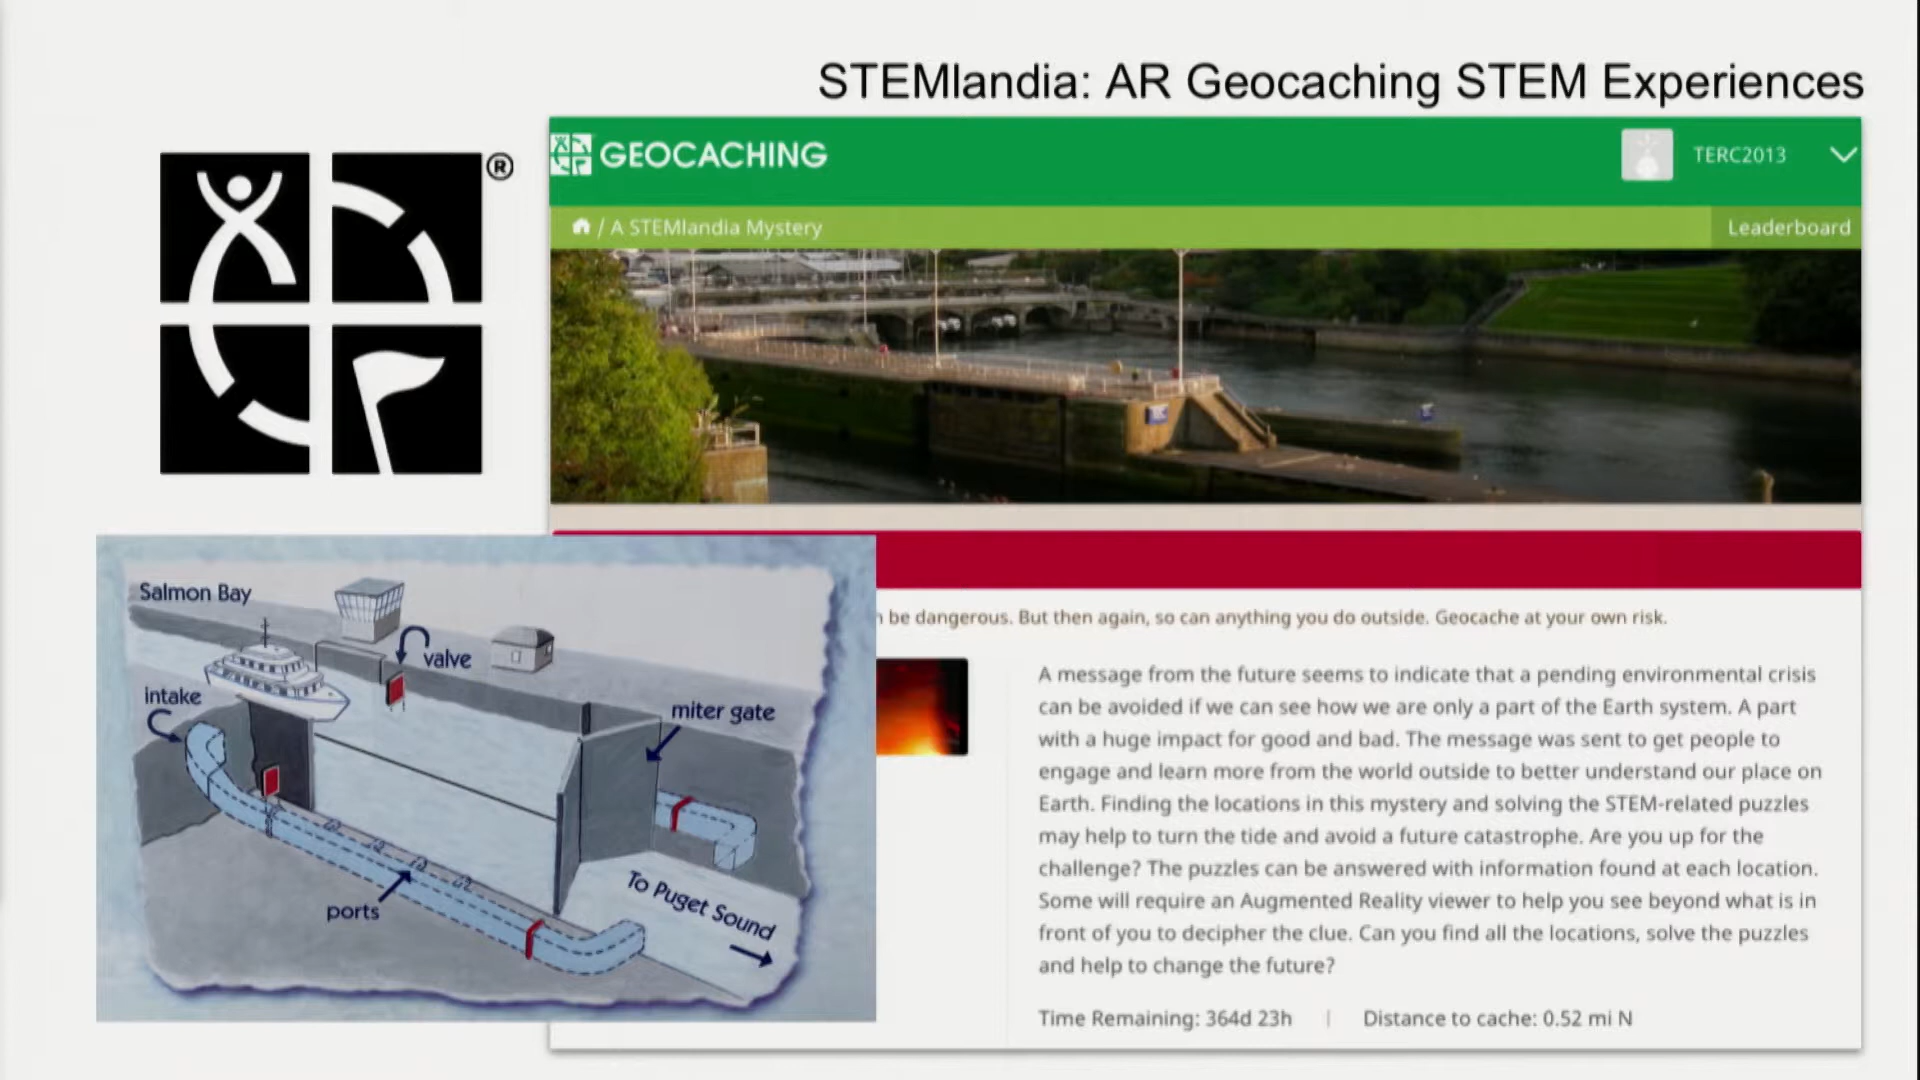 STEMlandia: AR Geocaching STEM Experiences
®
GEOCACHING
TERC2013
/ A STEMlandia Mystery
Leaderboard
be dangerous. But then again, so can anything you do outside. Geocache at your own risk.
A message from the future seems to indicate that a pending environmental crisis
can be avoided if we can see how we are only a part of the Earth system. A part
with a huge impact for good and bad. The message was sent to get people to
engage and learn more from the world outside to better understand our place on
Earth. Finding the locations in this mystery and solving the STEM-related puzzles
may help to turn the tide and avoid a future catastrophe. Are you up for the
challenge? The puzzles can be answered with information found at each location.
Some will require an Augmented Reality viewer to help you see beyond what is in
front of you to decipher the clue. Can you find all the locations, solve the puzzles
and help to change the future?
Time Remaining: 364d 23h | Distance to cache: 0.52 mi N
Salmon Bay
valve
intake
miter gate
ports
To Puget Sound